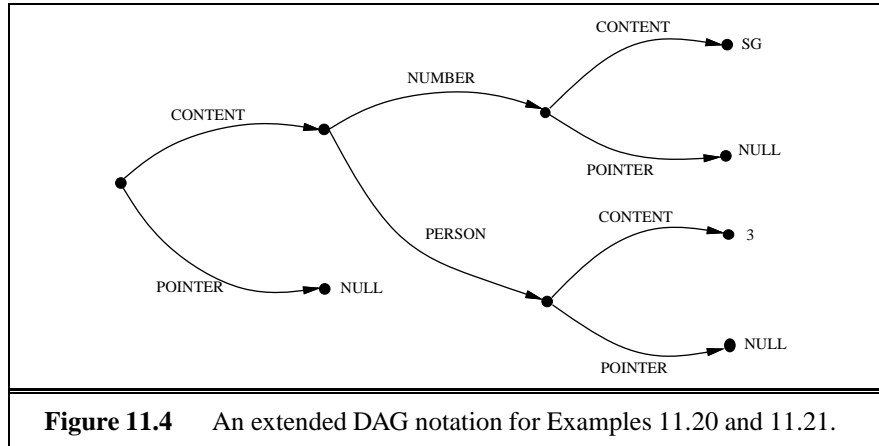 CONTENT
SG
NUMBER
CONTENT
POINTER
NULL
CONTENT
PERSON
3
POINTER
NULL
POINTER
NULL
Figure 11.4 An extended DAG notation for Examples 11.20 and 11.21.